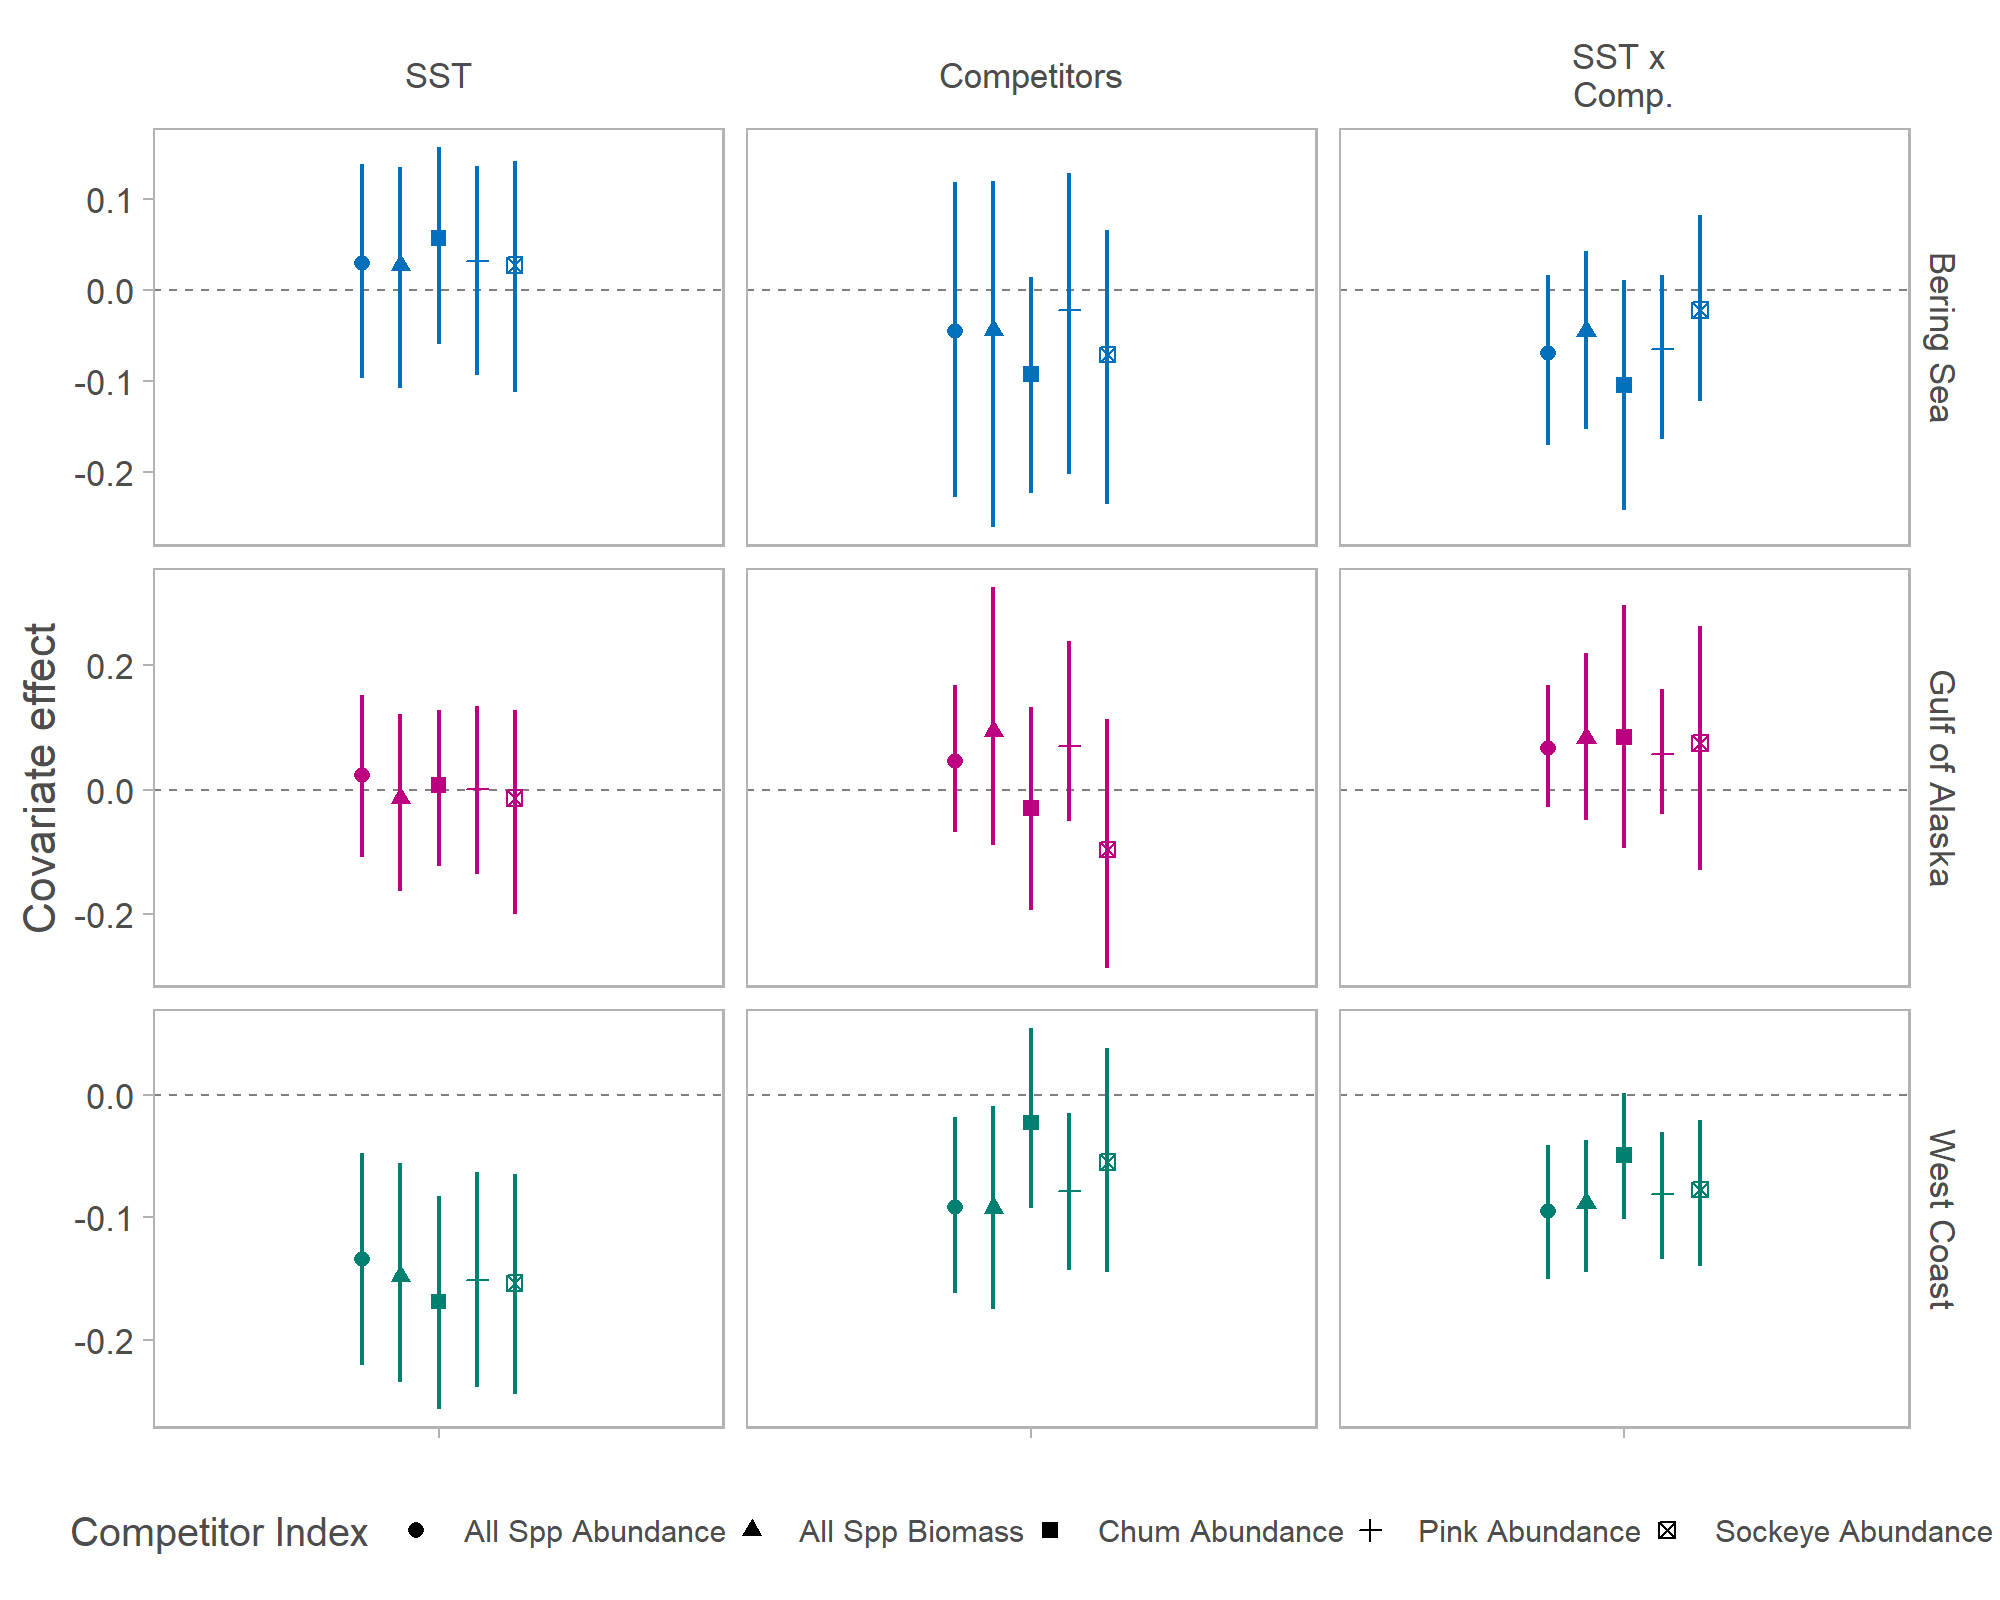 SST
Competitors
SST x
Comp.
0.1
0.0
-0.1
-0.2
Bering Sea
Covariate effect
0.2
0.0
-0.2
Gulf of Alaska
0.0
-0.1
-0.2
West Coast
Competitor Index All Spp Abundance All Spp Biomass Chum Abundance Pink Abundance Sockeye Abundance